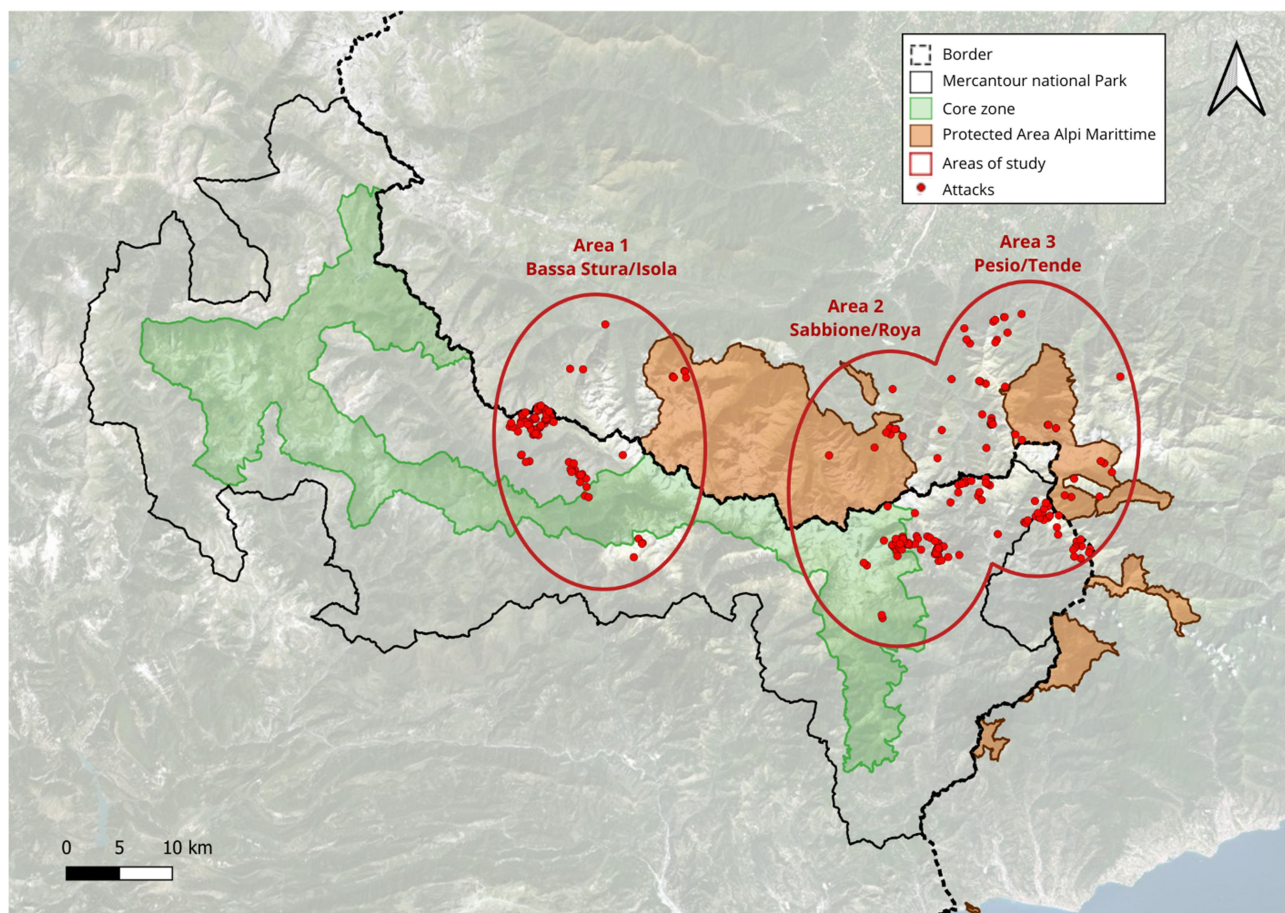 Border
Mercantour national Park
Core zone
Protected Area Alpi Marittime
Areas of study
Attacks
Area 1
Bassa Stura/Isola
Area 2
Sabbione/Roya
Area 3
Pesio/Tende
0 5 10 km